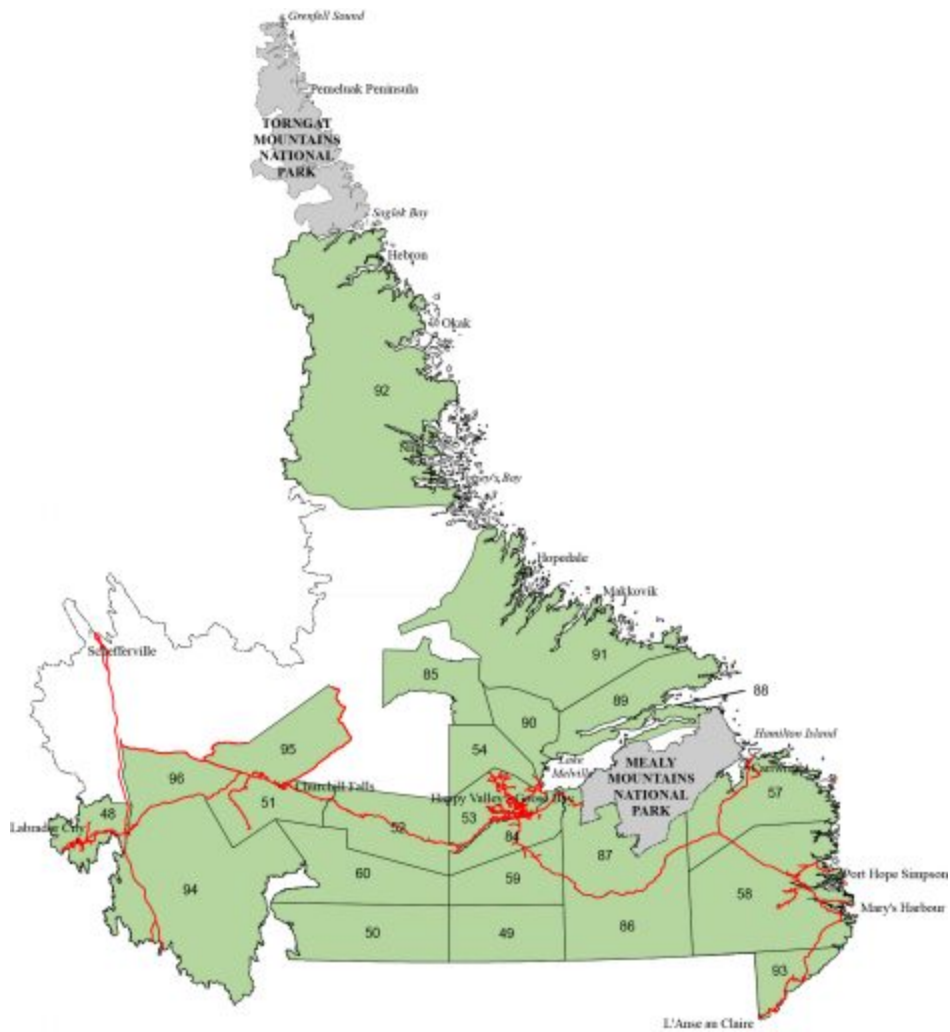 Grenfell Sound
Pemeluak Peninsula
TORNGAT
MOUNTAINS
NATIONAL
PARK
Saglek Bay
Hebron
Okak
92
Bay
Hopedale
Makkovik
91
Schefferville
85
89
88
90
95
54
Hamilton Island
Lake
Melville
MEALY
MOUNTAINS
NATIONAL
PARK
96
Churchill Falls
51
Happy Valley
57
48
Labrador City
52
53
84
87
60
59
Port Hope Simpson
94
58
Mary's Harbour
50
49
86
93
L'Anse au Claire